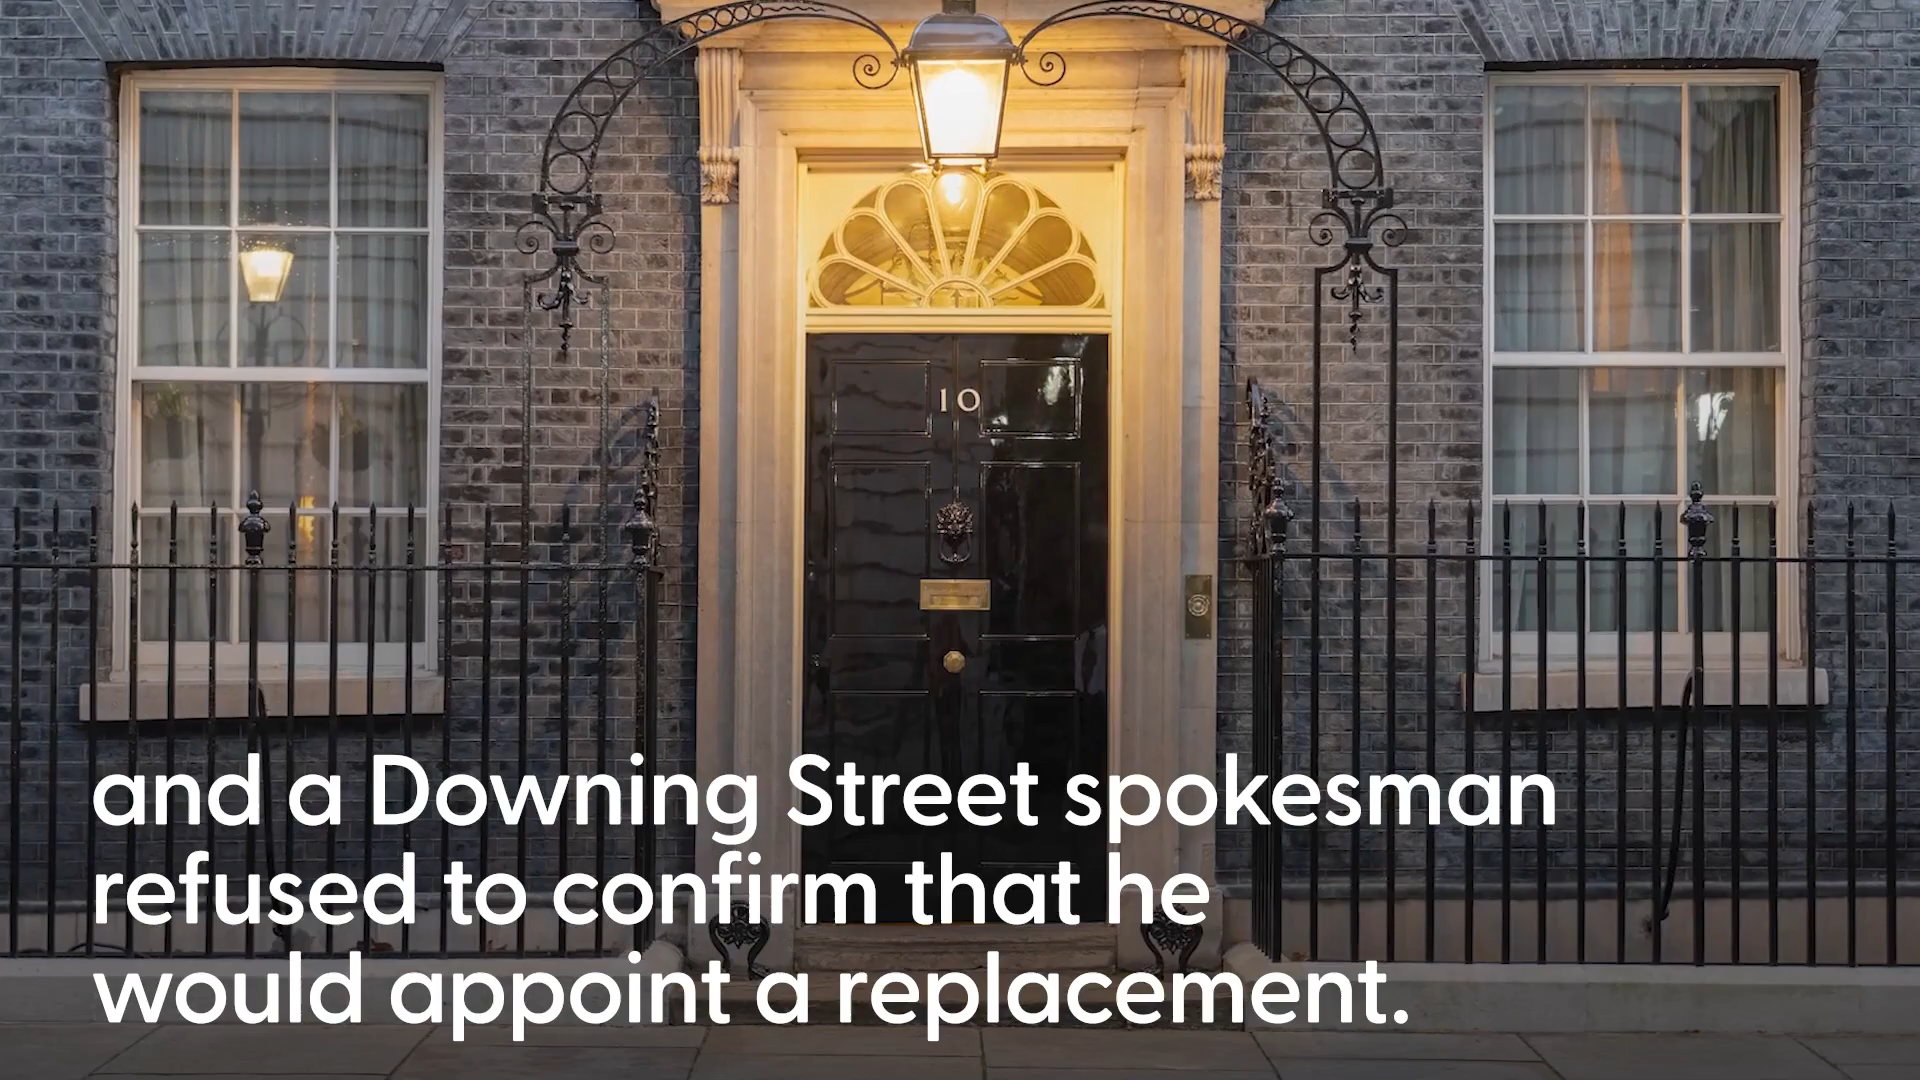 10
and a Downing Street spokesman
refused to confirm that he
would appoint a replacement.